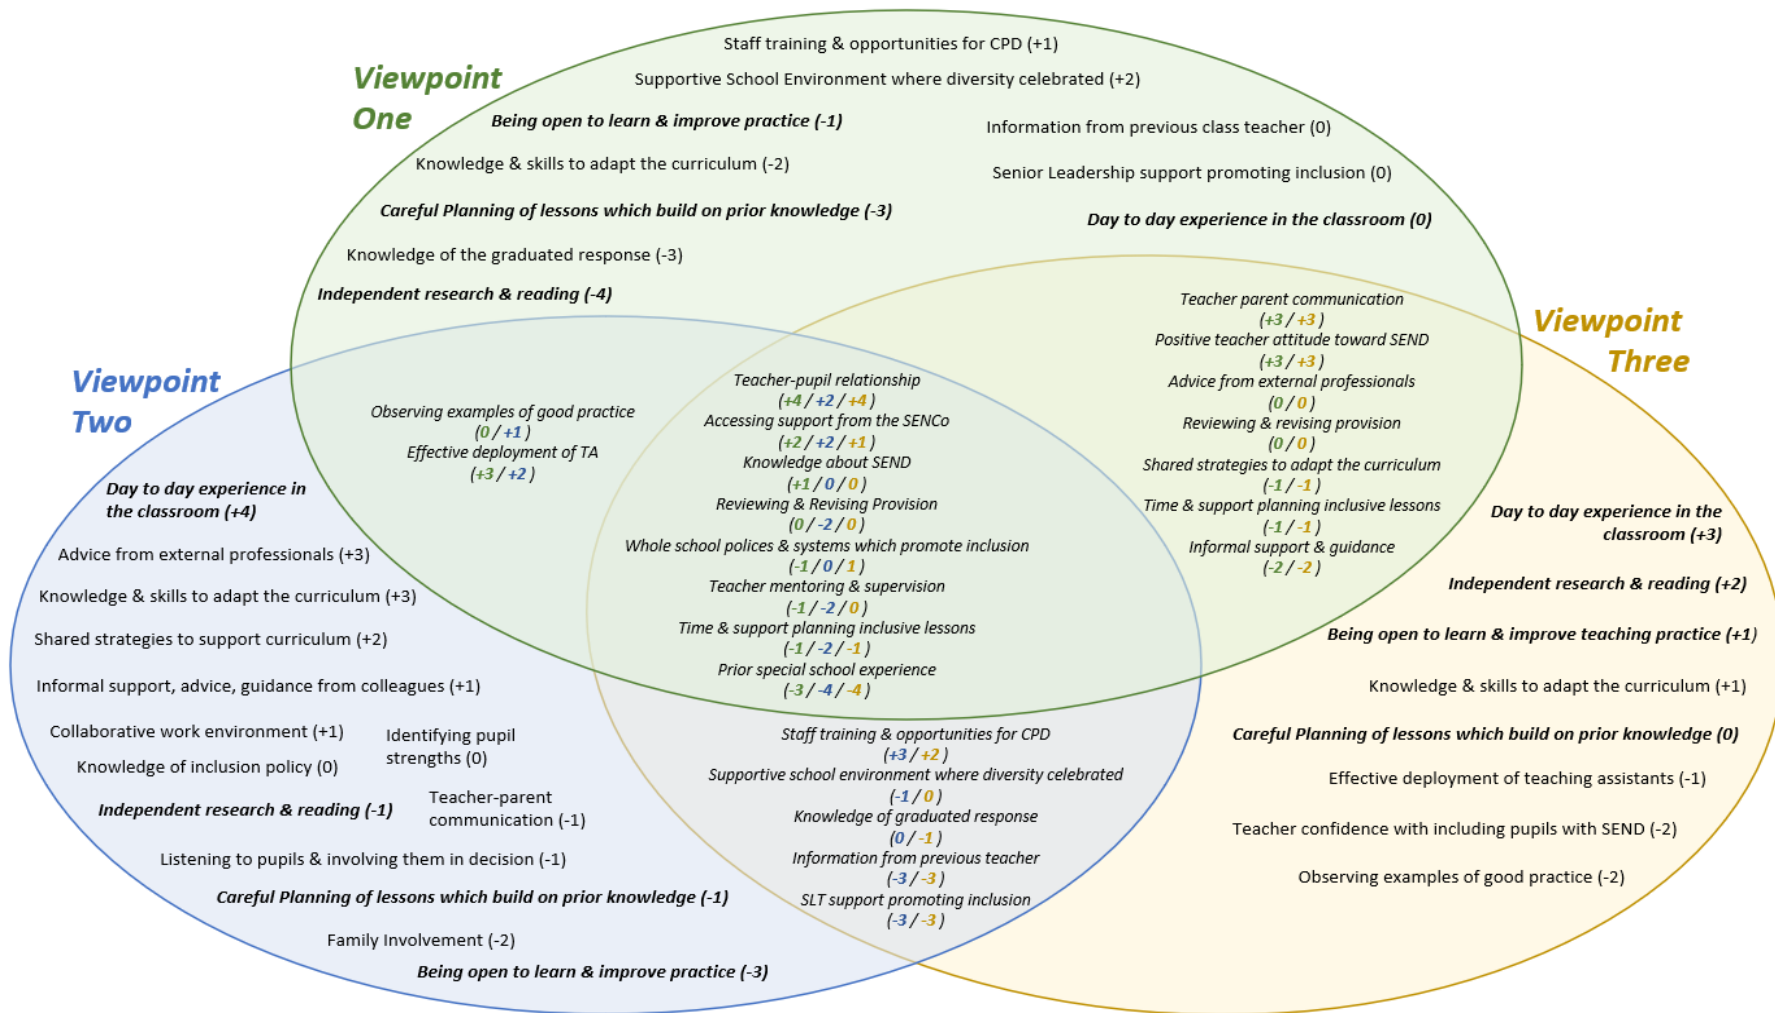 Viewpoint
One
Staff training & opportunities for CPD (+1)
Supportive School Environment where diversity celebrated (+2)
Being open to learn & improve practice (-1)
Information from previous class teacher (0)
Knowledge & skills to adapt the curriculum (-2)
Senior Leadership support promoting inclusion (0)
Careful Planning of lessons which build on prior knowledge (-3)
Day to day experience in the classroom (0)
Knowledge of the graduated response (-3)
Independent research & reading (-4)
Teacher parent communication
(+3 / +3 )
Positive teacher attitude toward SEND
(+3 / +3 )
Advice from external professionals
(0 / 0 )
Reviewing & revising provision
(0 / 0 )
Shared strategies to adapt the curriculum
(-1 / -1 )
Time & support planning inclusive lessons
(-1 / -1 )
Informal support & guidance
(-2 / -2 )
Viewpoint
Three
Viewpoint
Two
Observing examples of good practice
(0 / +1 )
Effective deployment of TA
(+3 / +2 )
Teacher-pupil relationship
(+4 / +2 / +4 )
Accessing support from the SENCo
(+2 / +2 / +1 )
Knowledge about SEND
(+1 / 0 / 0 )
Reviewing & Revising Provision
(0 / -2 / 0 )
Whole school polices & systems which promote inclusion
(-1 / 0 / 1 )
Teacher mentoring & supervision
(-1 / -2 / 0 )
Time & support planning inclusive lessons
(-1 / -2 / -1 )
Prior special school experience
(-3 / -4 / -4 )
Day to day experience in
the classroom (+4)
Advice from external professionals (+3)
Knowledge & skills to adapt the curriculum (+3)
Shared strategies to support curriculum (+2)
Informal support, advice, guidance from colleagues (+1)
Collaborative work environment (+1)
Identifying pupil
strengths (0)
Knowledge of inclusion policy (0)
Independent research & reading (-1)
Teacher-parent
communication (-1)
Listening to pupils & involving them in decision (-1)
Careful Planning of lessons which build on prior knowledge (-1)
Family Involvement (-2)
Being open to learn & improve practice (-3)
Staff training & opportunities for CPD
(+3 / +2 )
Supportive school environment where diversity celebrated
(-1 / 0 )
Knowledge of graduated response
(0 / -1 )
Information from previous teacher
(-3 / -3 )
SLT support promoting inclusion
(-3 / -3 )
Day to day experience in the
classroom (+3)
Independent research & reading (+2)
Being open to learn & improve teaching practice (+1)
Knowledge & skills to adapt the curriculum (+1)
Careful Planning of lessons which build on prior knowledge (0)
Effective deployment of teaching assistants (-1)
Teacher confidence with including pupils with SEND (-2)
Observing examples of good practice (-2)